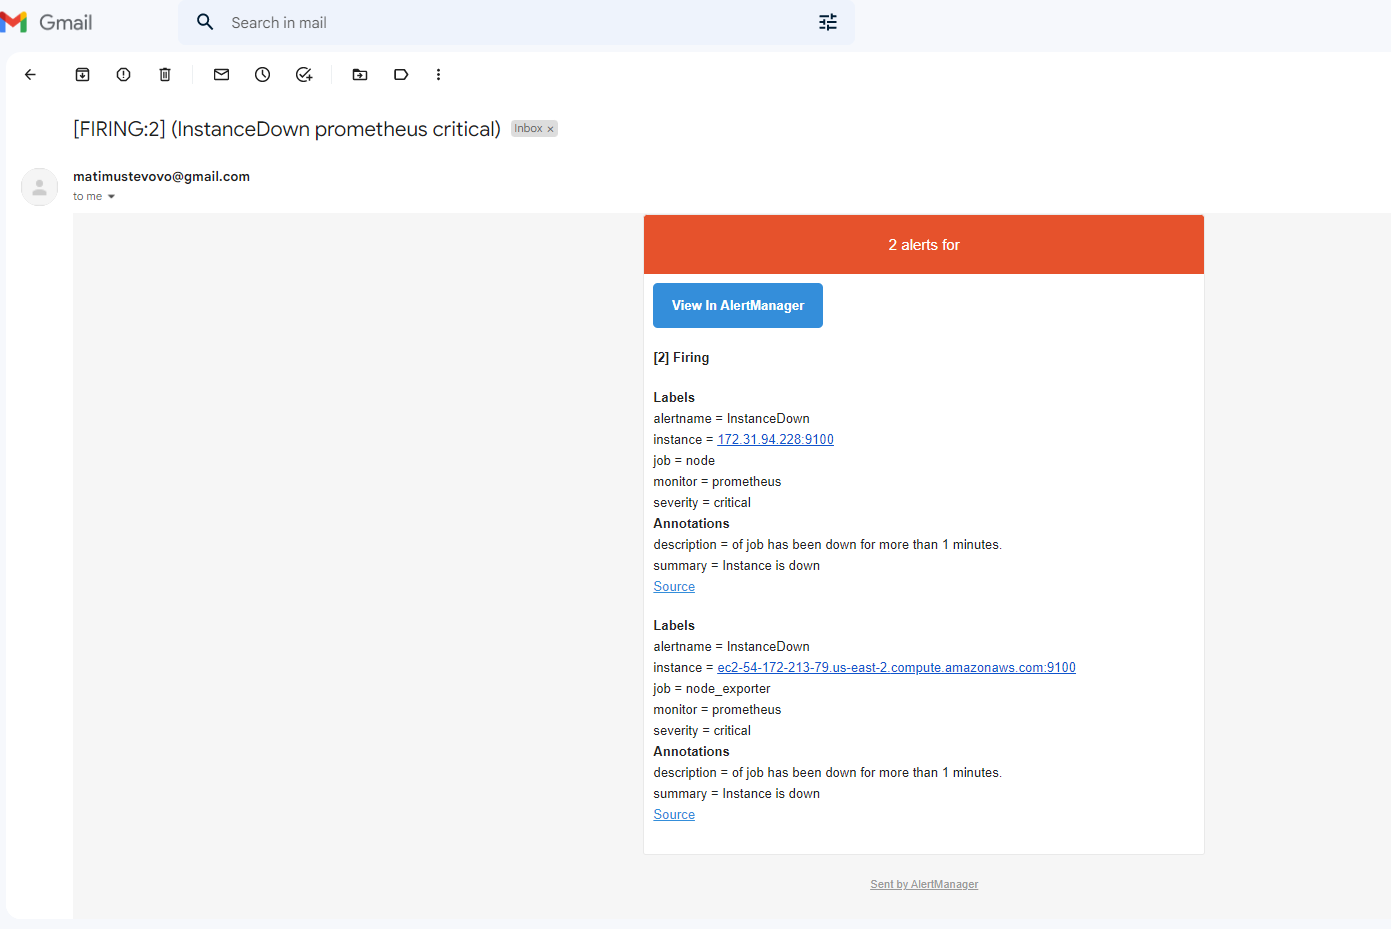 Gmail
Search in mail
[FIRING:2] (InstanceDown prometheus critical) Inbox ×
matimustevovo@gmail.com
to me
2 alerts for
View In AlertManager
[2] Firing
Labels
alertname = InstanceDown
instance = 172.31.94.228:9100
job = node
monitor = prometheus
severity = critical
Annotations
description = of job has been down for more than 1 minutes.
summary = Instance is down
Source
Labels
alertname = InstanceDown
instance = ec2-54-172-213-79.us-east-2.compute.amazonaws.com:9100
job = node_exporter
monitor = prometheus
severity = critical
Annotations
description = of job has been down for more than 1 minutes.
summary = Instance is down
Source
Sent by AlertManager